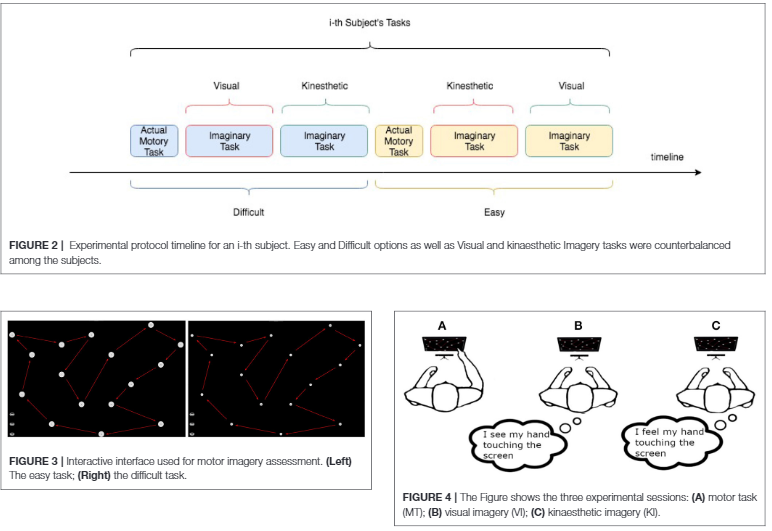 i-th Subject's Tasks
Visual
Kinesthetic
Kinesthetic
Visual
Actual
Motory
Task
Imaginary
Task
Imaginary
Task
Actual
Motory
Task
Imaginary
Task
Imaginary
Task
timeline
Difficult
Easy
FIGURE 2 | Experimental protocol timeline for an i-th subject. Easy and Difficult options as well as Visual and kinaesthetic Imagery tasks were counterbalanced
among the subjects.
FIGURE 3 | Interactive interface used for motor imagery assessment. (Left)
The easy task; (Right) the difficult task.
A
B
C
I see my hand
touching the
screen
I feel my hand
touching the
screen
FIGURE 4 | The Figure shows the three experimental sessions: (A) motor task
(MT); (B) visual imagery (VI); (C) kinaesthetic imagery (KI).